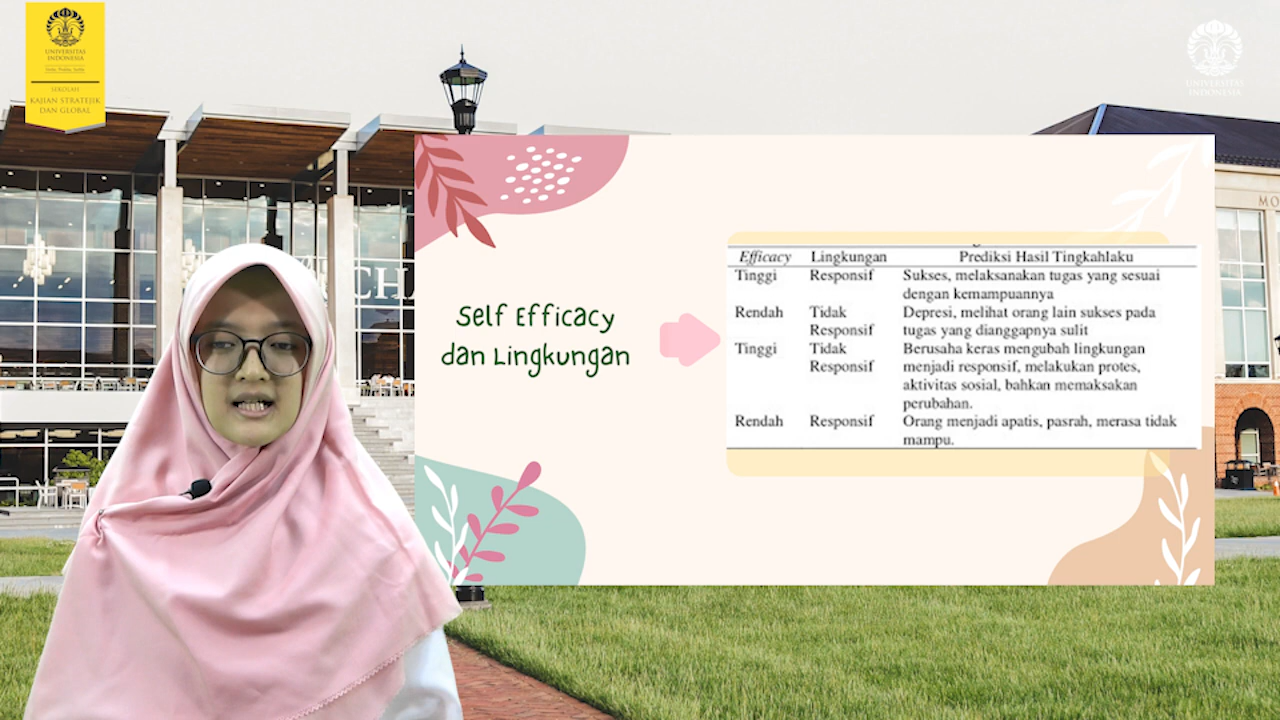 UNIVERSITAS
INDONESIA
SEKOLAH
KAJIAN STRATEJIK
DAN GLOBAL
UNIVERSITAS
INDONESIA
MO
CH
Self Efficacy
dan Lingkungan
Efficacy Lingkungan Prediksi Hasil Tingkahlaku
Tinggi Responsif Sukses, melaksanakan tugas yang sesuai
dengan kemampuannya
Rendah Tidak Depresi, melihat orang lain sukses pada
Responsif tugas yang dianggapnya sulit
Tinggi Tidak Berusaha keras mengubah lingkungan
Responsif menjadi responsif, melakukan protes,
aktivitas sosial, bahkan memaksakan
perubahan.
Rendah Responsif Orang menjadi apatis, pasrah, merasa tidak
mampu.